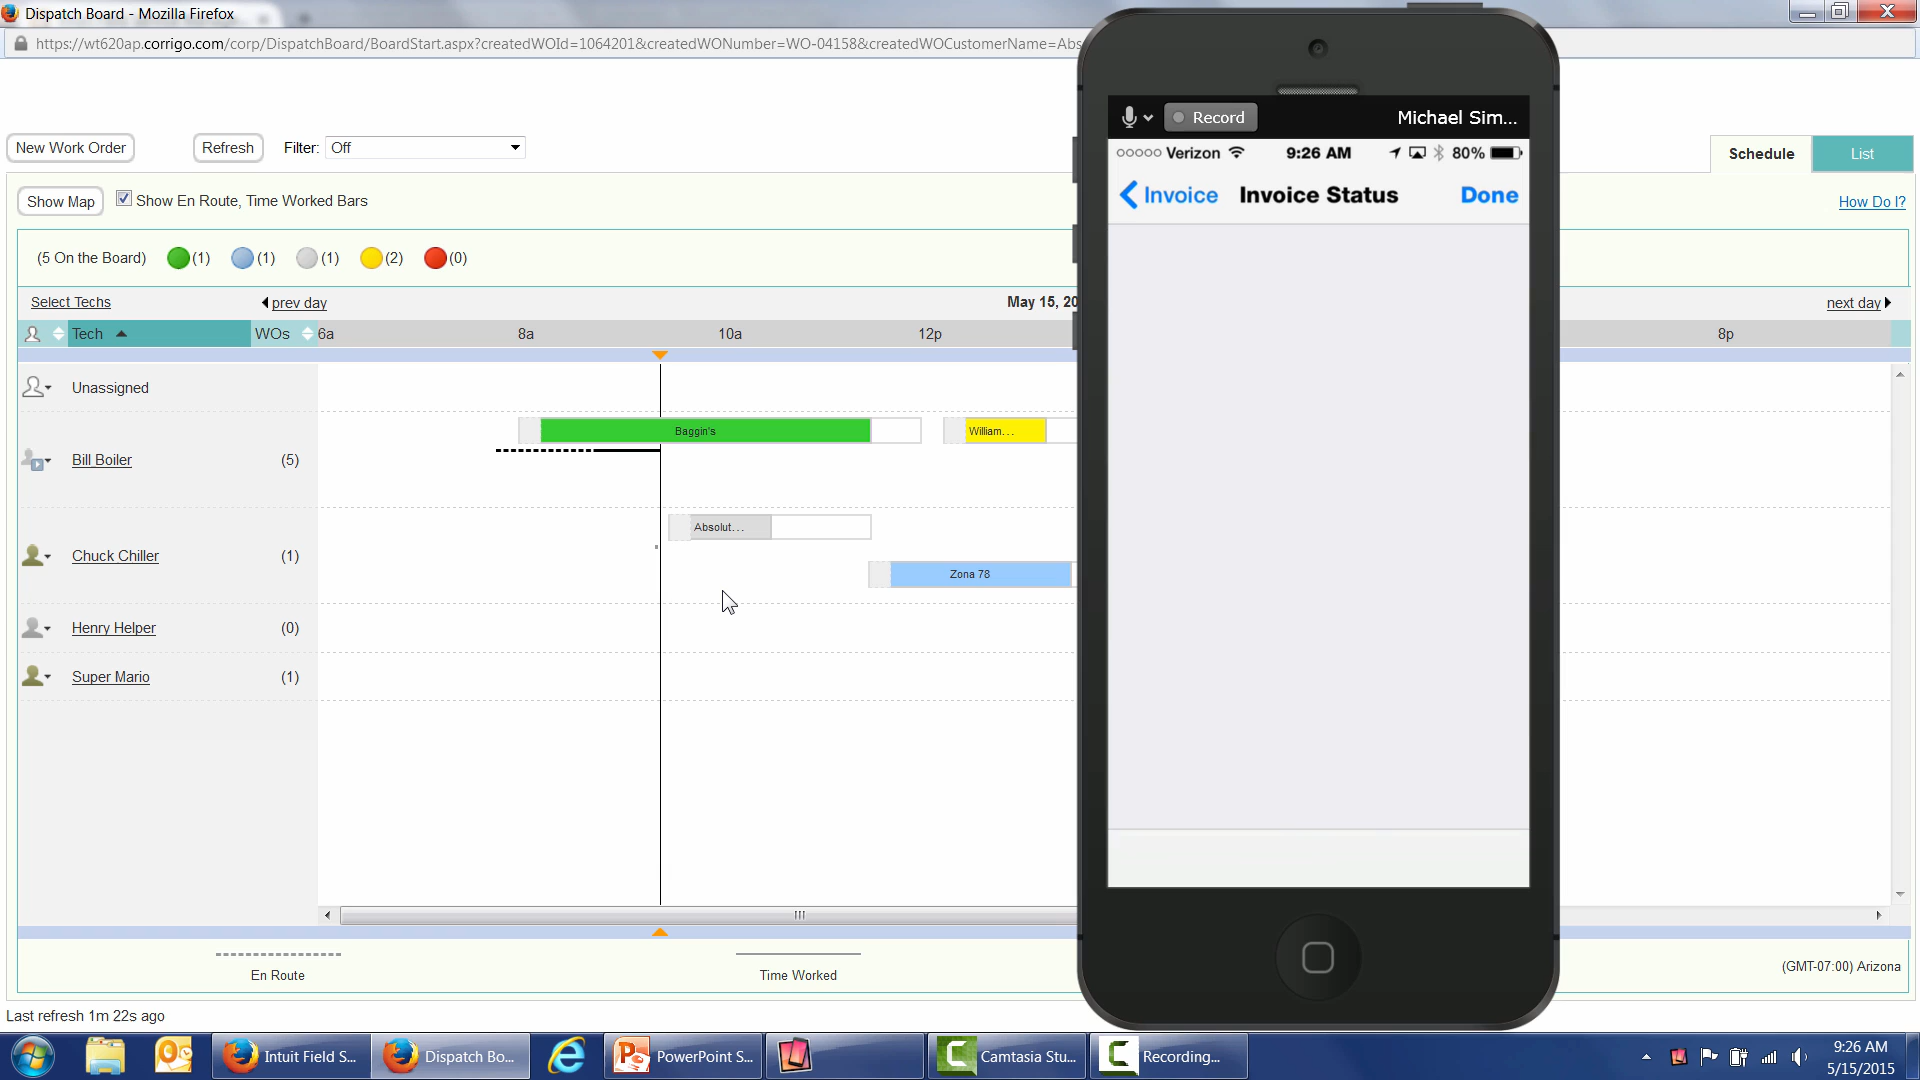 Dispatch Board - Mozilla Firefox
https://wt620ap.corrigo.com/corp/DispatchBoard/BoardStart.aspx?createdWOId=1064201&createdWONumber=WO-04158&createdWOCustomerName=Abs
New Work Order
Refresh
Filter: Off
Schedule
List
Show Map
Show En Route, Time Worked Bars
How Do I?
(5 On the Board) (1) (1) (1) (2) (0)
Select Techs
prev day
May 15, 20
next day
Tech
WOs
6a 8a 10a 12p 8p
Unassigned
Baggin's
William...
Bill Boiler (5)
Absolut...
Chuck Chiller (1)
Zona 78
Henry Helper (0)
Super Mario (1)
En Route
Time Worked
(GMT-07:00) Arizona
Last refresh 1m 22s ago
Record
Michael Sim...
Verizon 9:26 AM 80%
Invoice Invoice Status Done
Intuit Field S...
Dispatch Bo...
PowerPoint S...
Camtasia Stu...
Recording...
9:26 AM
5/15/2015